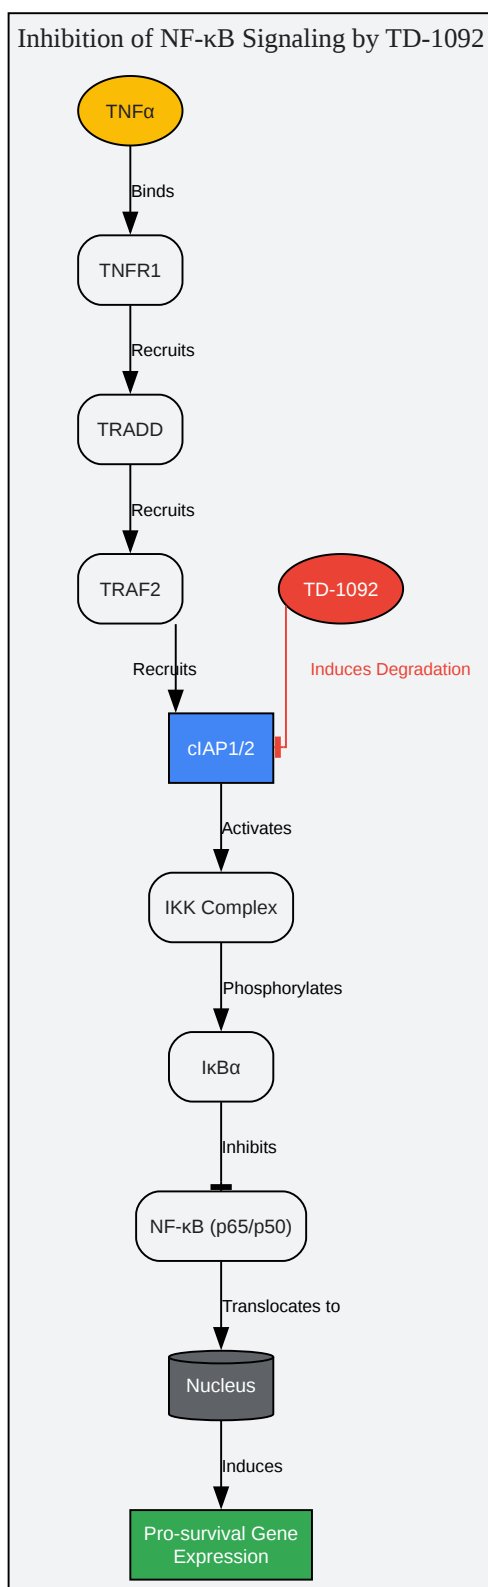 Inhibition of NF-κB Signaling by TD-1092
TNFα
Binds
TNFR1
Recruits
TRADD
Recruits
TRAF2
TD-1092
Recruits
Induces Degradation
cIAP1/2
Activates
IKK Complex
Phosphorylates
IκBα
Inhibits
NF-κB (p65/p50)
Translocates to
Nucleus
Induces
Pro-survival Gene
Expression